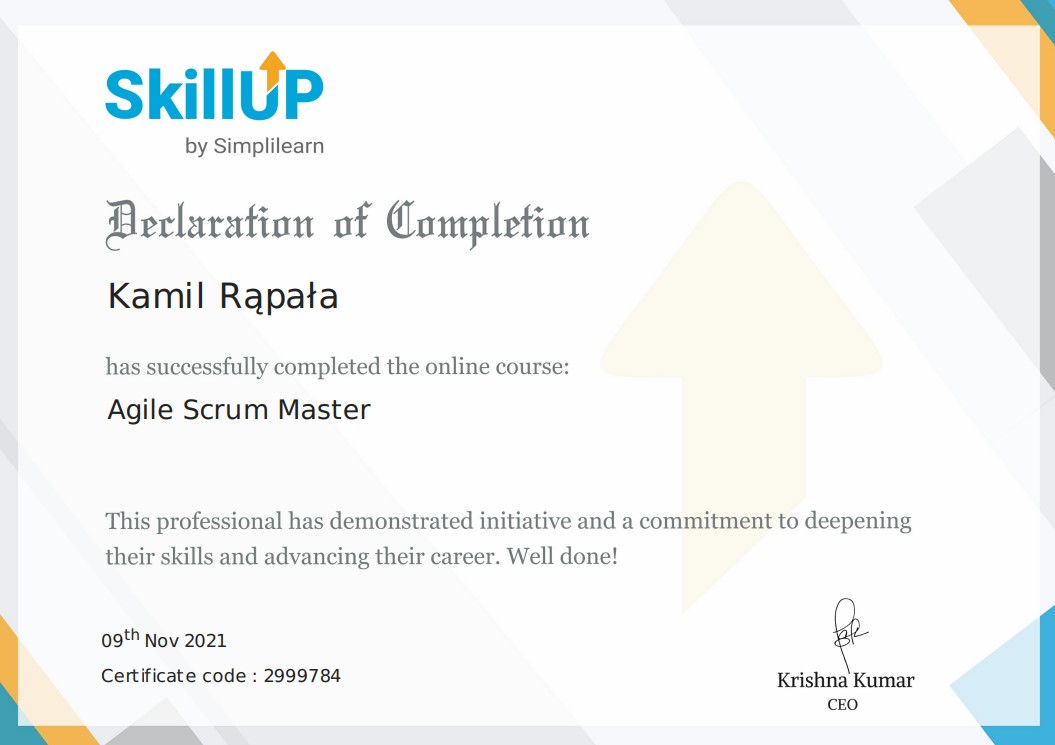 SkillUP
by Simplilearn
Declaration of Completion
Kamil Rąpała
has successfully completed the online course:
Agile Scrum Master
This professional has demonstrated initiative and a commitment to deepening
their skills and advancing their career. Well done!
09th Nov 2021
Certificate code : 2999784
Krishna Kumar
CEO